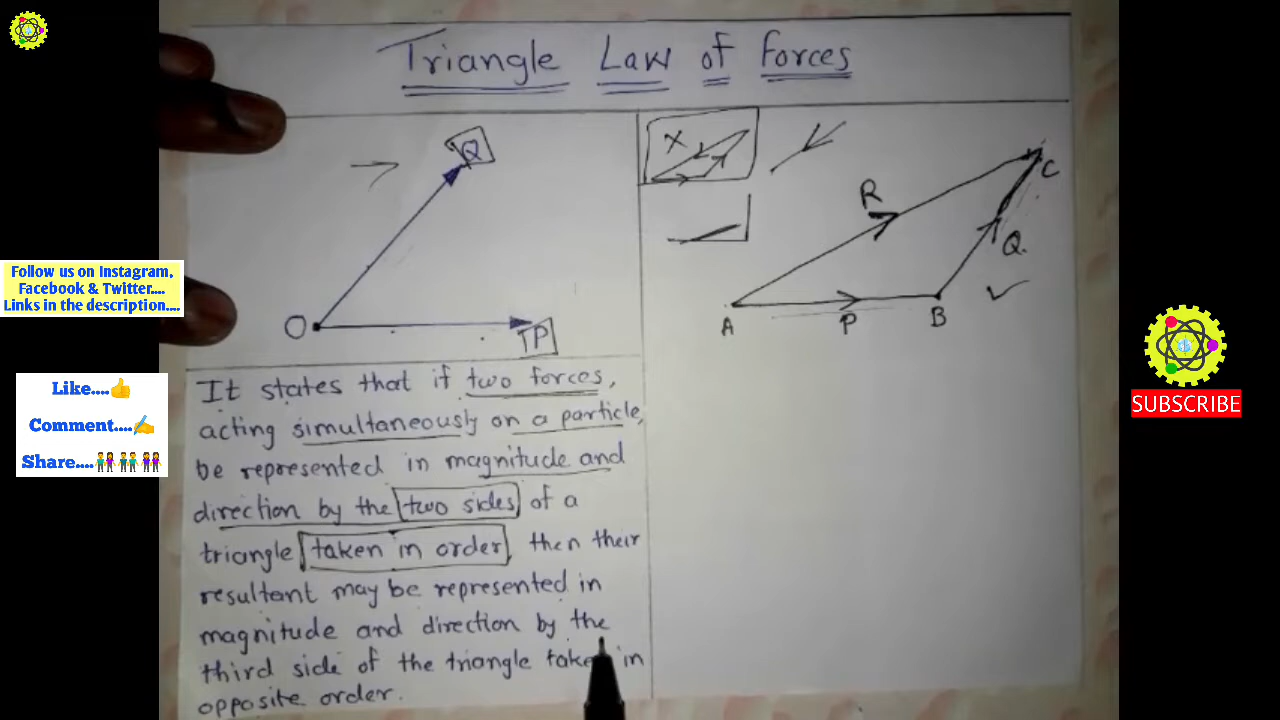 Triangle Law of forces
Q
O
P
X
R
C
Q
A
P
B
It states that if two forces,
acting simultaneously on a particle,
be represented in magnitude and
direction by the two sides of a
triangle taken in order, then their
resultant may be represented in
magnitude and direction by the
third side of the triangle taken in
opposite order.
Follow us on Instagram,
Facebook & Twitter....
Links in the description....
Like....👍
Comment....✍
Share....👫👬👭
SUBSCRIBE